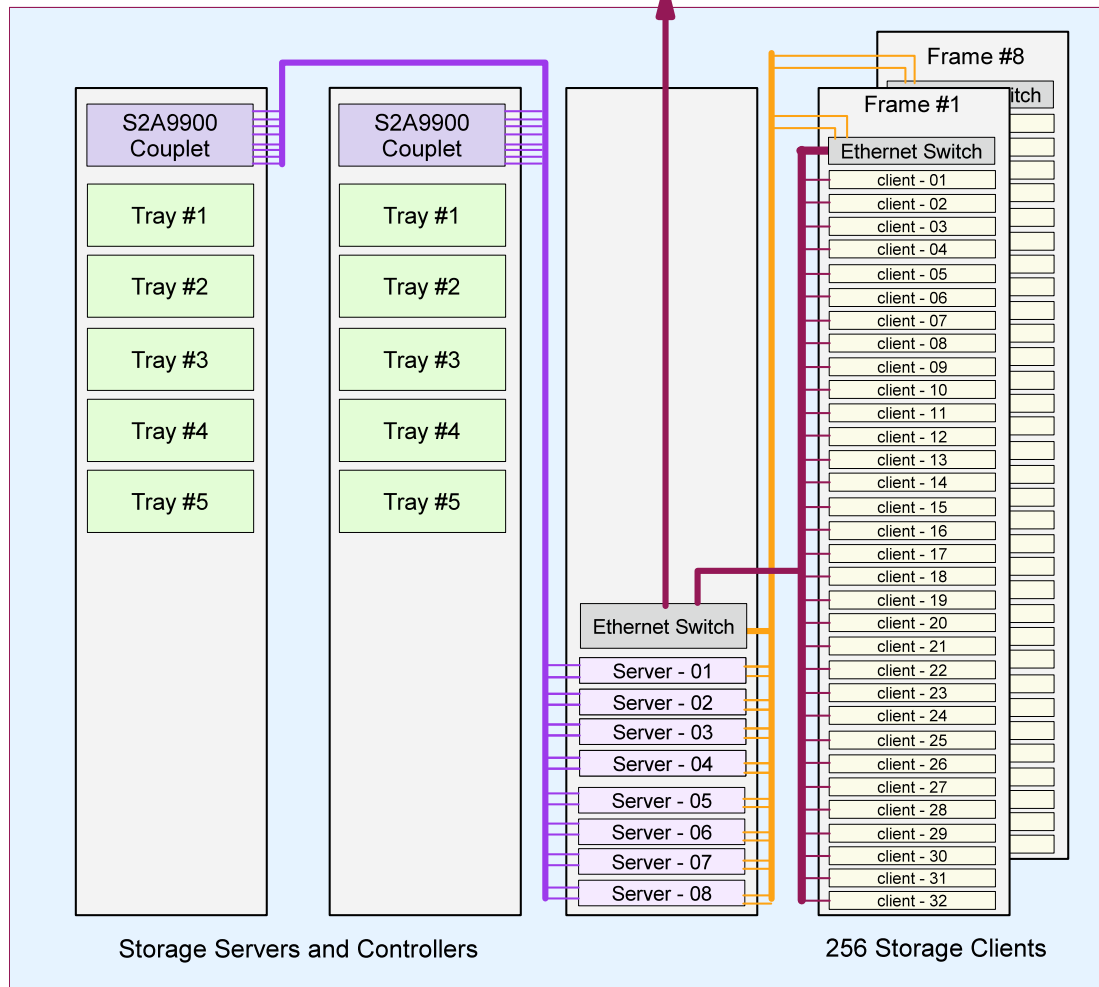 S2A9900
Couplet
Tray #1
Tray #2
Tray #3
Tray #4
Tray #5
S2A9900
Couplet
Tray #1
Tray #2
Tray #3
Tray #4
Tray #5
Ethernet Switch
Server - 01
Server - 02
Server - 03
Server - 04
Server - 05
Server - 06
Server - 07
Server - 08
Frame #8
itch
Frame #1
Ethernet Switch
client - 01
client - 02
client - 03
client - 04
client - 05
client - 06
client - 07
client - 08
client - 09
client - 10
client - 11
client - 12
client - 13
client - 14
client - 15
client - 16
client - 17
client - 18
client - 19
client - 20
client - 21
client - 22
client - 23
client - 24
client - 25
client - 26
client - 27
client - 28
client - 29
client - 30
client - 31
client - 32
Storage Servers and Controllers
256 Storage Clients